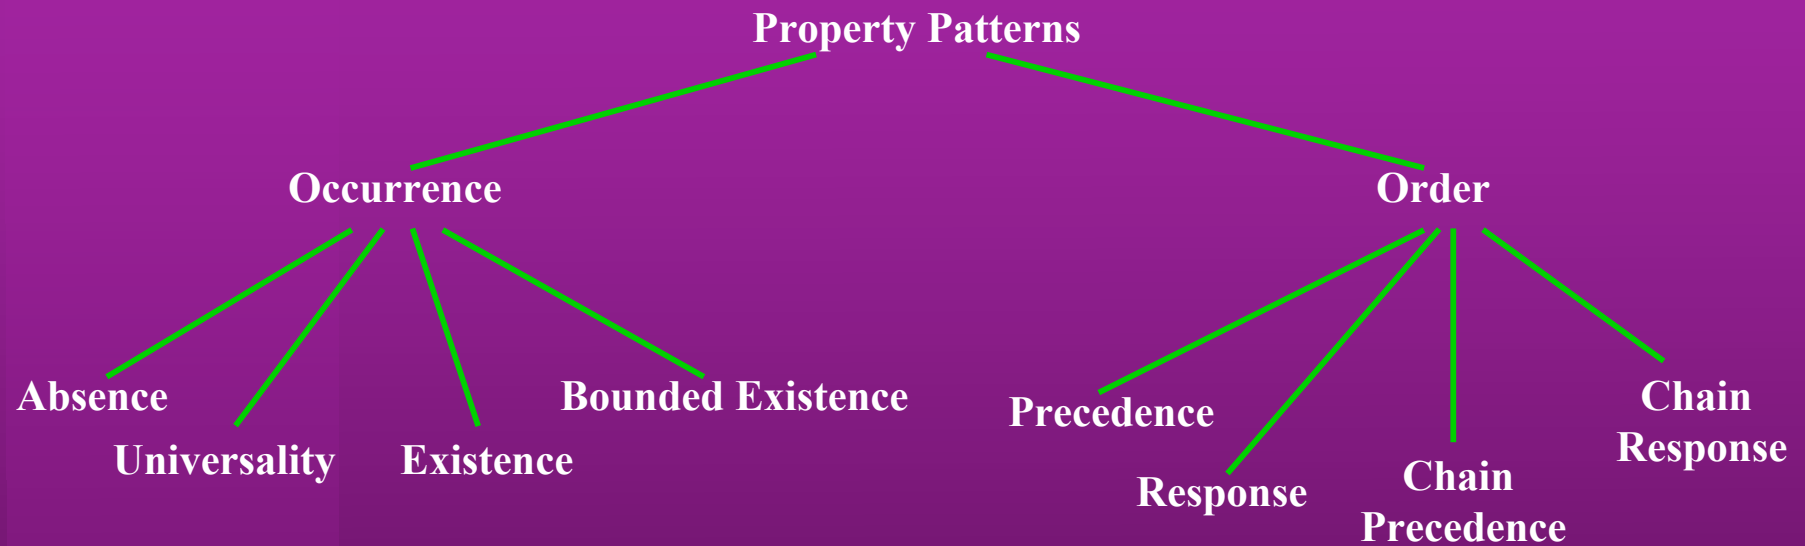 Property Patterns
Occurrence
Order
Absence
Bounded Existence
Universality
Existence
Precedence
Response
Chain
Precedence
Chain
Response